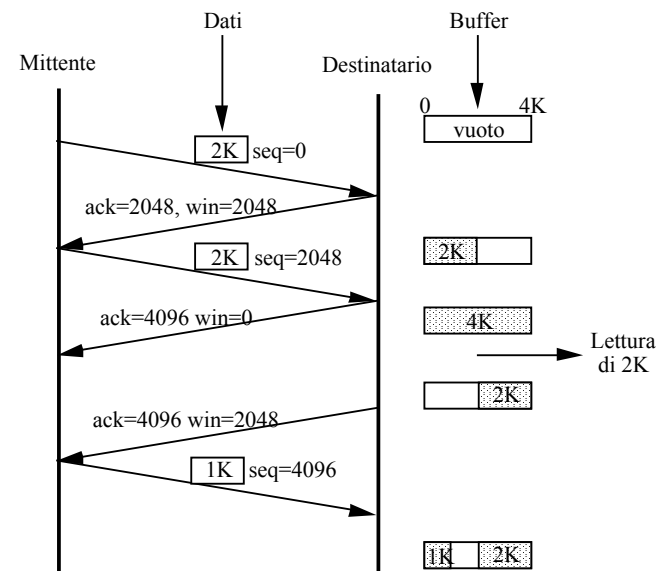 Dati
Buffer
Mittente
Destinatario
0 4K
vuoto
2K seq=0
ack=2048, win=2048
2K
2K seq=2048
ack=4096 win=0
4K
Lettura
di 2K
2K
ack=4096 win=2048
1K seq=4096
1K 2K